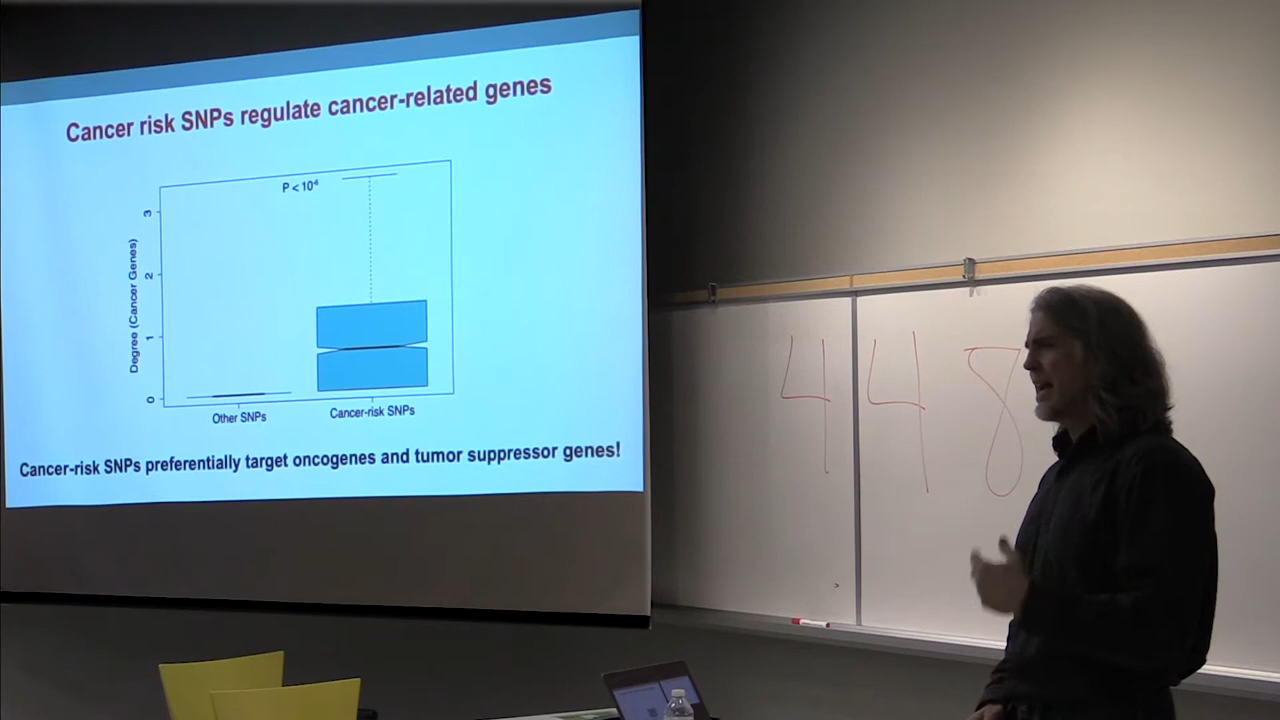 Cancer risk SNPs regulate cancer-related genes
P < 10⁻⁶
Degree (Cancer Genes)
3
2
1
0
Other SNPs
Cancer-risk SNPs
Cancer-risk SNPs preferentially target oncogenes and tumor suppressor genes!
448